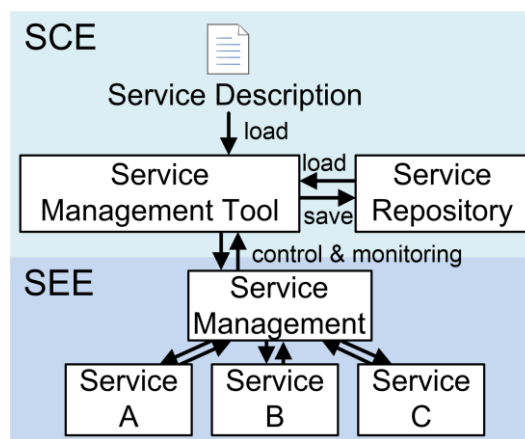 SCE
Service Description
load
Service
Management Tool
load
save
Service
Repository
control & monitoring
SEE
Service
Management
Service
A
Service
B
Service
C